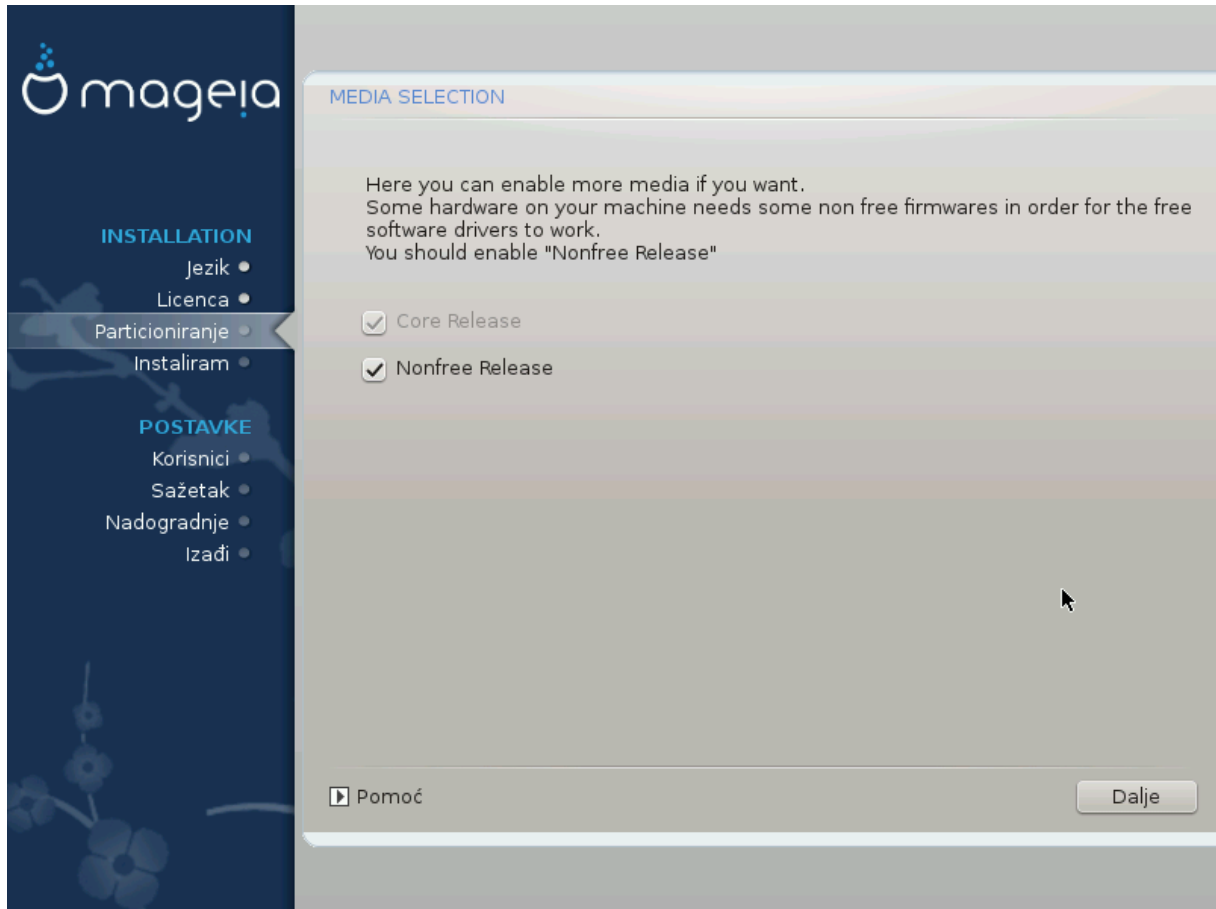 mageia
INSTALLATION
Jezik
Licenca
Particioniranje
Instaliram
POSTAVKE
Korisnici
Sažetak
Nadogradnje
Izađi
MEDIA SELECTION
Here you can enable more media if you want.
Some hardware on your machine needs some non free firmwares in order for the free
software drivers to work.
You should enable "Nonfree Release"
Core Release
Nonfree Release
Pomoć
Dalje